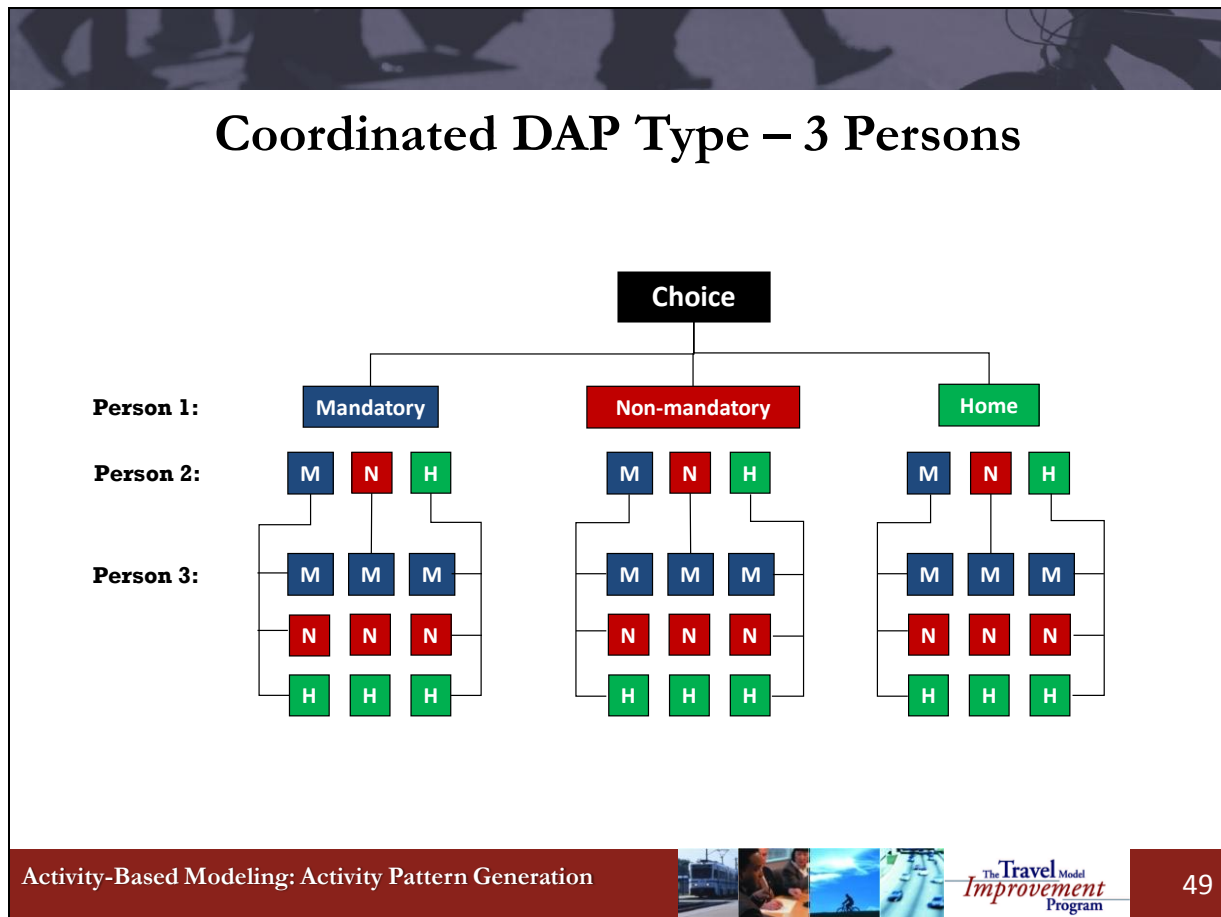 Coordinated DAP Type – 3 Persons
Choice
Person 1: Mandatory Non-mandatory Home
Person 2: M N H M N H M N H
Person 3: M M M M M M M M M
N N N N N N N N N
H H H H H H H H H
Activity-Based Modeling: Activity Pattern Generation
The Travel Model
Improvement
Program
49